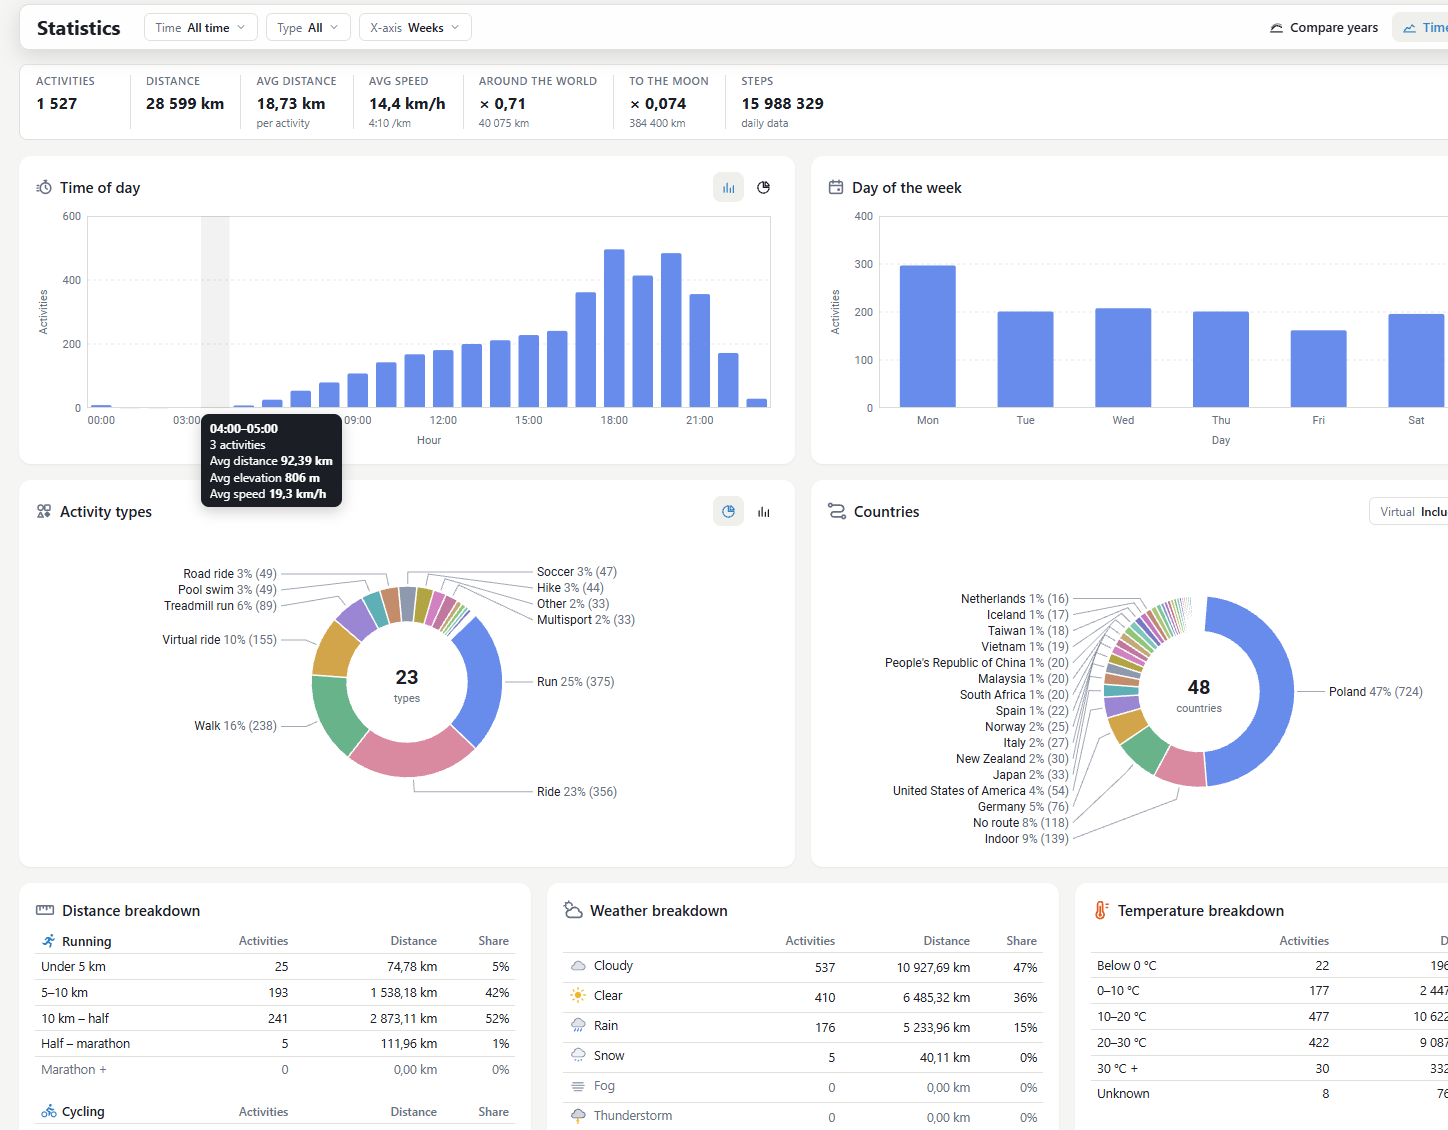 Statistics
Time All time
Type All
X-axis Weeks
Compare years
ACTIVITIES
1 527
DISTANCE
28 599 km
AVG DISTANCE
18,73 km
per activity
AVG SPEED
14,4 km/h
4:10 /km
AROUND THE WORLD
× 0,71
40 075 km
TO THE MOON
× 0,074
384 400 km
STEPS
15 988 329
daily data
Time of day
600
400
200
0
Activities
00:00 03:00 09:00 12:00 15:00 18:00 21:00
Hour
04:00–05:00
3 activities
Avg distance 92,39 km
Avg elevation 806 m
Avg speed 19,3 km/h
Day of the week
400
300
200
100
0
Activities
Mon Tue Wed Thu Fri Sat
Day
Activity types
Road ride 3% (49)
Pool swim 3% (49)
Treadmill run 6% (89)
Virtual ride 10% (155)
Walk 16% (238)
Soccer 3% (47)
Hike 3% (44)
Other 2% (33)
Multisport 2% (33)
Run 25% (375)
Ride 23% (356)
23
types
Countries
Virtual Inclu
Netherlands 1% (16)
Iceland 1% (17)
Taiwan 1% (18)
Vietnam 1% (19)
People's Republic of China 1% (20)
Malaysia 1% (20)
South Africa 1% (20)
Spain 1% (22)
Norway 2% (25)
Italy 2% (27)
New Zealand 2% (30)
Japan 2% (33)
United States of America 4% (54)
Germany 5% (76)
No route 8% (118)
Indoor 9% (139)
Poland 47% (724)
48
countries
Distance breakdown
Running Activities Distance Share
Under 5 km 25 74,78 km 5%
5–10 km 193 1 538,18 km 42%
10 km – half 241 2 873,11 km 52%
Half – marathon 5 111,96 km 1%
Marathon + 0 0,00 km 0%
Cycling Activities Distance Share
Weather breakdown
Activities Distance Share
Cloudy 537 10 927,69 km 47%
Clear 410 6 485,32 km 36%
Rain 176 5 233,96 km 15%
Snow 5 40,11 km 0%
Fog 0 0,00 km 0%
Thunderstorm 0 0,00 km 0%
Temperature breakdown
Activities D
Below 0 °C 22 196
0–10 °C 177 2 447
10–20 °C 477 10 622
20–30 °C 422 9 087
30 °C + 30 332
Unknown 8 76